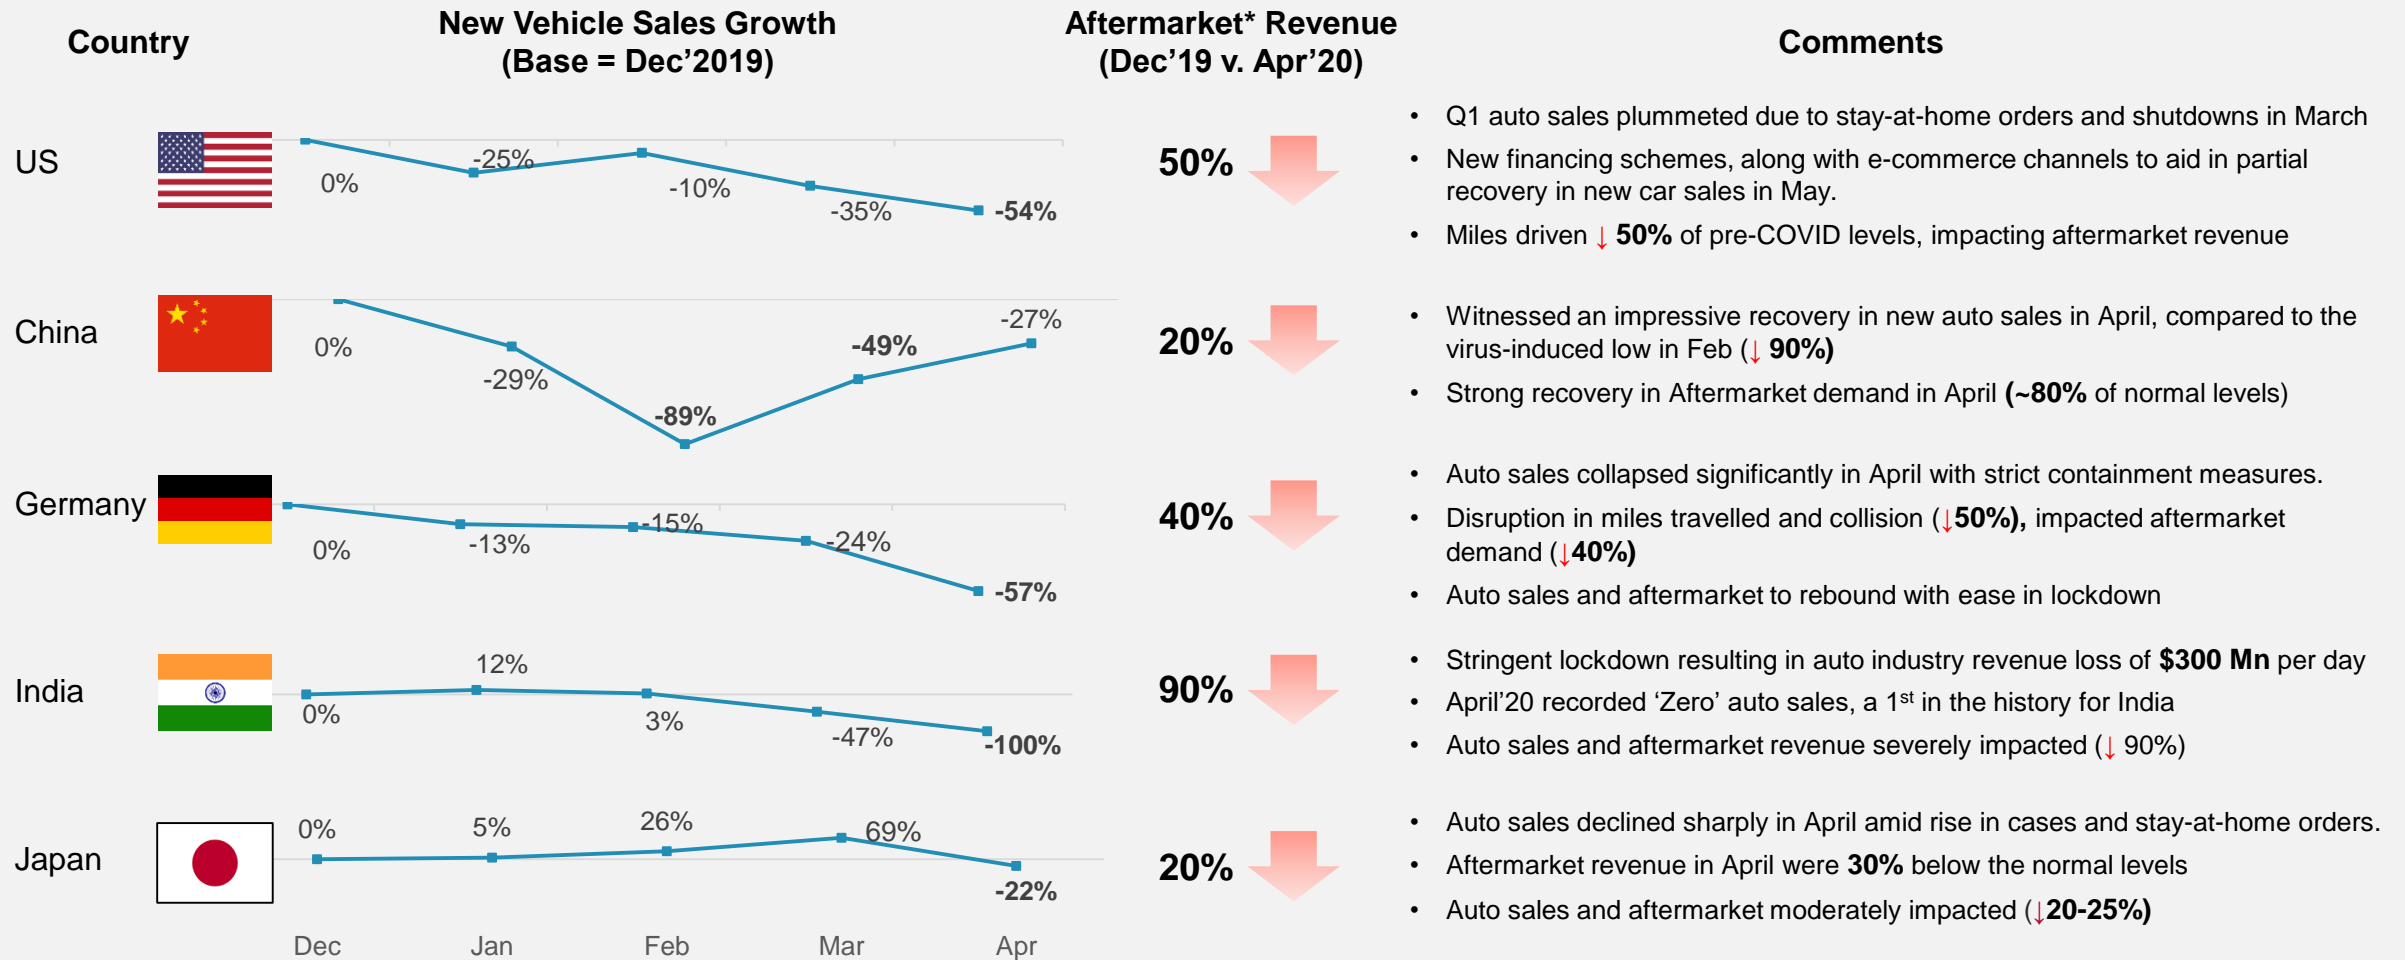 Country
New Vehicle Sales Growth
(Base = Dec’2019)
Aftermarket* Revenue
(Dec’19 v. Apr’20)
Comments
US
0%
-25%
-10%
-35%
-54%
50%
• Q1 auto sales plummeted due to stay-at-home orders and shutdowns in March
• New financing schemes, along with e-commerce channels to aid in partial
recovery in new car sales in May.
• Miles driven ↓ 50% of pre-COVID levels, impacting aftermarket revenue
China
0%
-29%
-89%
-49%
-27%
20%
• Witnessed an impressive recovery in new auto sales in April, compared to the
virus-induced low in Feb (↓ 90%)
• Strong recovery in Aftermarket demand in April (~80% of normal levels)
Germany
0%
-13%
-15%
-24%
-57%
40%
• Auto sales collapsed significantly in April with strict containment measures.
• Disruption in miles travelled and collision (↓50%), impacted aftermarket
demand (↓40%)
• Auto sales and aftermarket to rebound with ease in lockdown
India
0%
12%
3%
-47%
-100%
90%
• Stringent lockdown resulting in auto industry revenue loss of $300 Mn per day
• April’20 recorded ‘Zero’ auto sales, a 1st in the history for India
• Auto sales and aftermarket revenue severely impacted (↓ 90%)
Japan
0%
5%
26%
69%
-22%
20%
• Auto sales declined sharply in April amid rise in cases and stay-at-home orders.
• Aftermarket revenue in April were 30% below the normal levels
• Auto sales and aftermarket moderately impacted (↓20-25%)
Dec Jan Feb Mar Apr